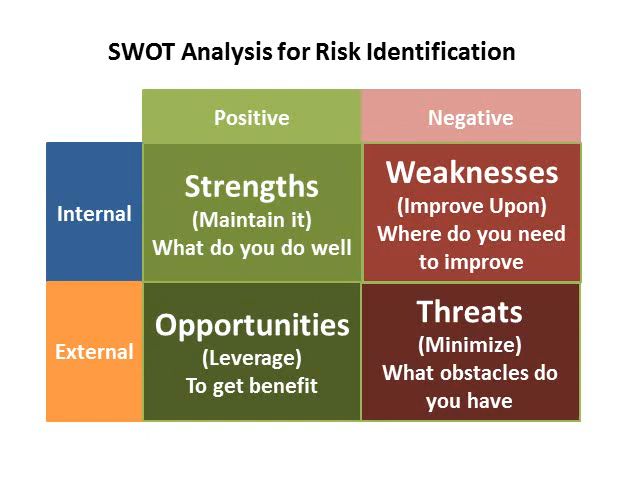 SWOT Analysis for Risk Identification
Positive
Negative
Internal
Strengths
(Maintain it)
What do you do well
Weaknesses
(Improve Upon)
Where do you need
to improve
External
Opportunities
(Leverage)
To get benefit
Threats
(Minimize)
What obstacles do
you have